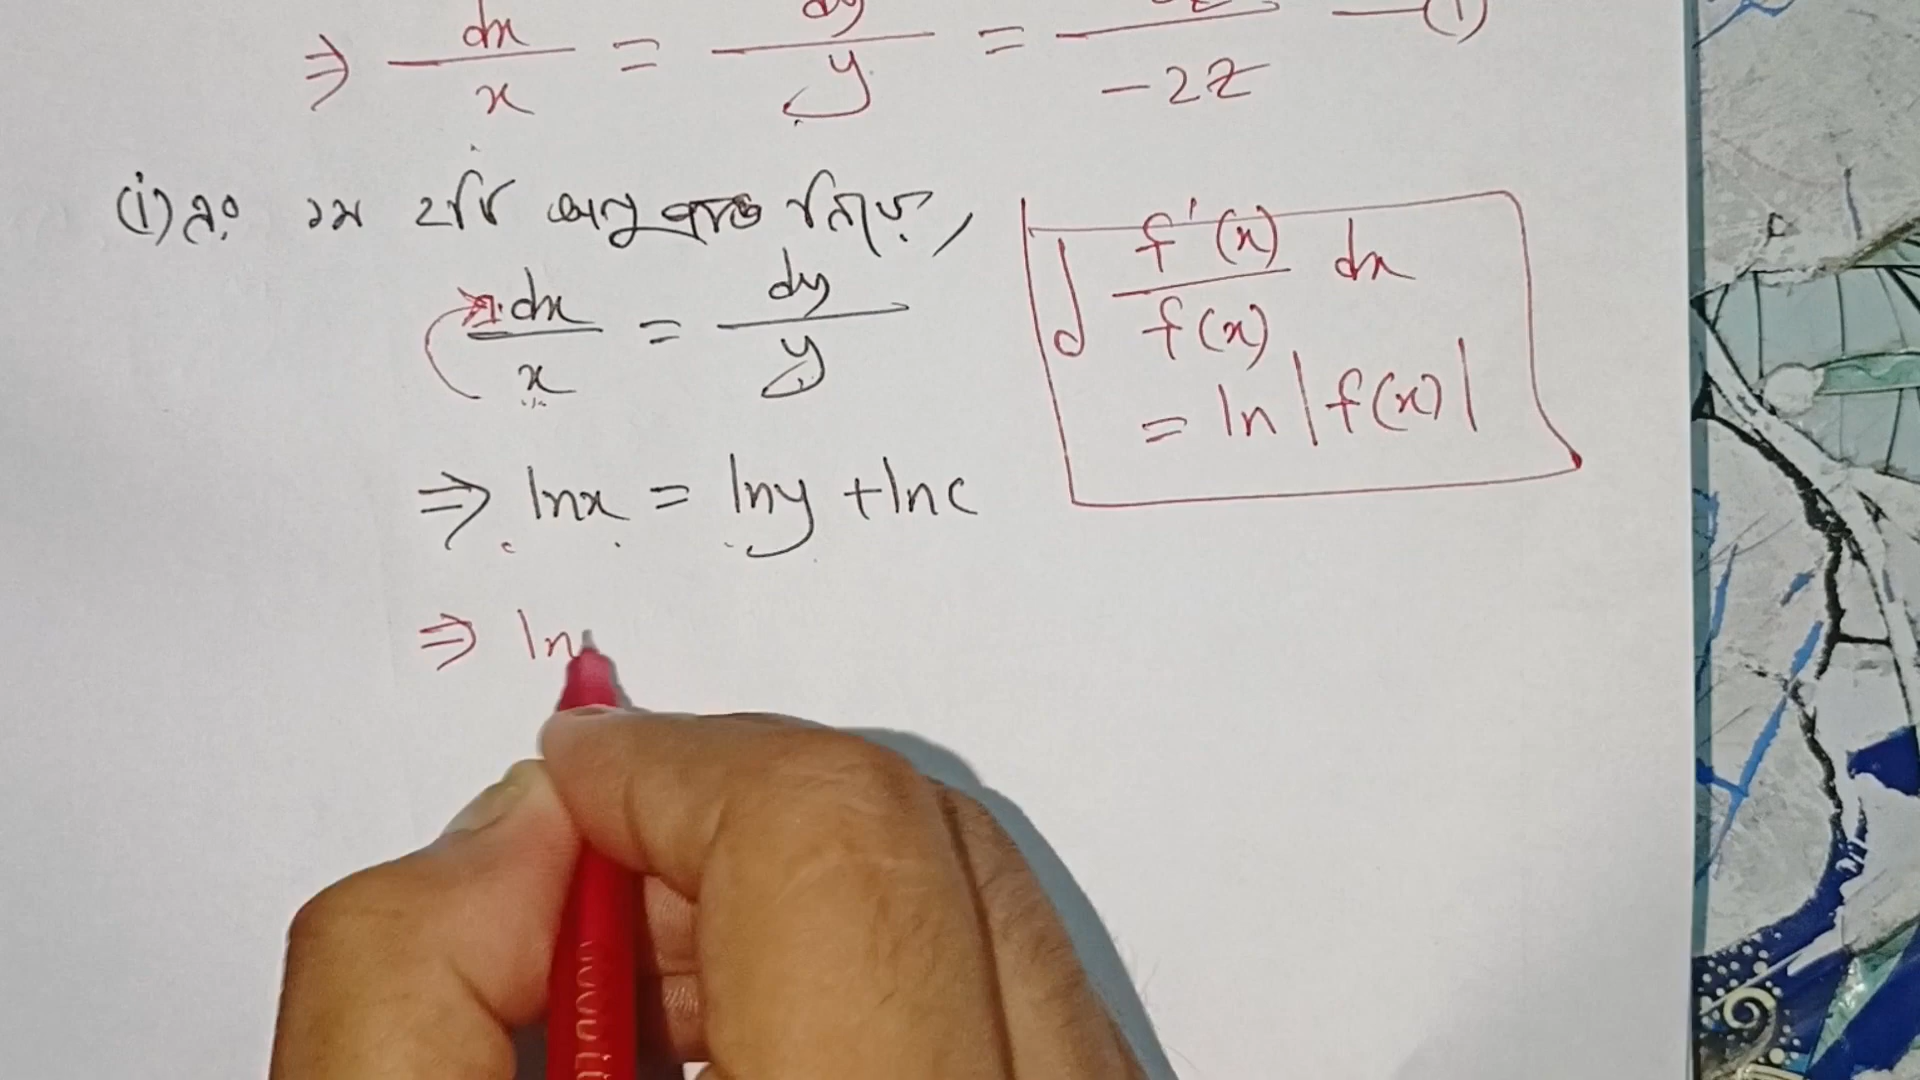 ⇒ dx/x = dy/y = dz/-2z —(i)
(i) নং ১ম ২টি অনুপাত নিয়ে,
dx/x = dy/y
∫ f'(x)/f(x) dx
= ln|f(x)|
⇒ lnx = lny + lnc
⇒ ln